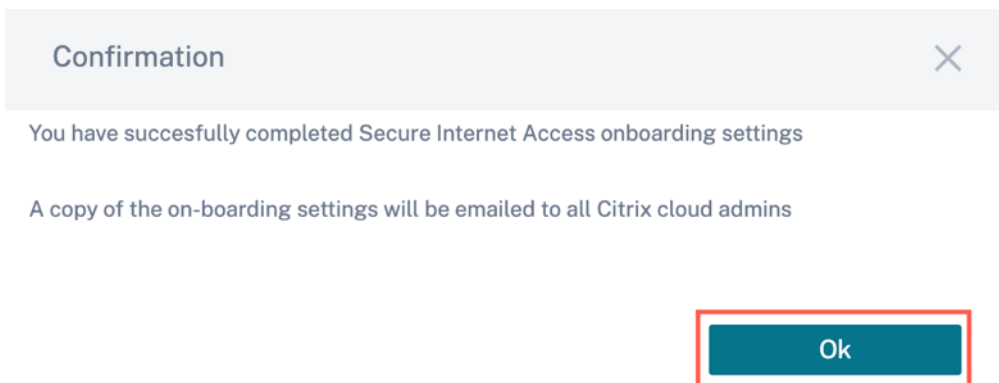 Confirmation
You have succesfully completed Secure Internet Access onboarding settings
A copy of the on-boarding settings will be emailed to all Citrix cloud admins
Ok